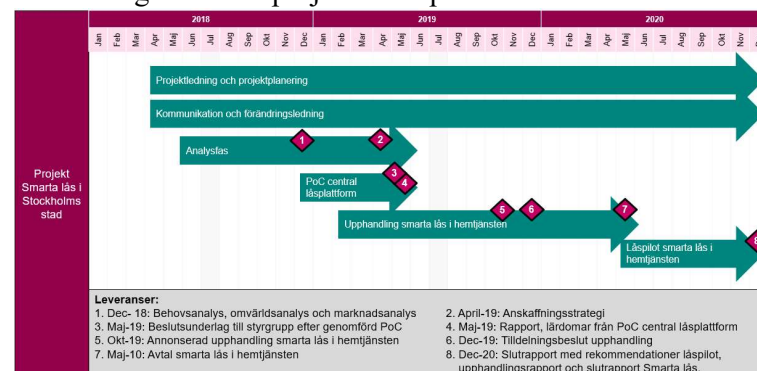 2018 2019 2020
Jan Feb Mar Apr Maj Jun Jul Aug Sep Okt Nov Dec Jan Feb Mar Apr Maj Jun Jul Aug Sep Okt Nov Dec Jan Feb Mar Apr Maj Jun Jul Aug Sep Okt Nov
Projektledning och projektplanering
Kommunikation och förändringsledning
1 2
Analysfas
3
Projekt
Smarta lås i
Stockholms
stad
PoC central
låsplattform
4
5 6 7
Upphandling smarta lås i hemtjänsten
Låspilot smarta lås i
hemtjänsten
8
Leveranser:
1. Dec- 18: Behovsanalys, omvärldsanalys och marknadsanalys
2. April-19: Anskaffningsstrategi
3. Maj-19: Beslutsunderlag till styrgrupp efter genomförd PoC
4. Maj-19: Rapport, lärdomar från PoC central låsplattform
5. Okt-19: Annonserad upphandling smarta lås i hemtjänsten
6. Dec-19: Tilldelningsbeslut upphandling
7. Maj-10: Avtal smarta lås i hemtjänsten
8. Dec-20: Slutrapport med rekommendationer låspilot,
upphandlingsrapport och slutrapport Smarta lås.